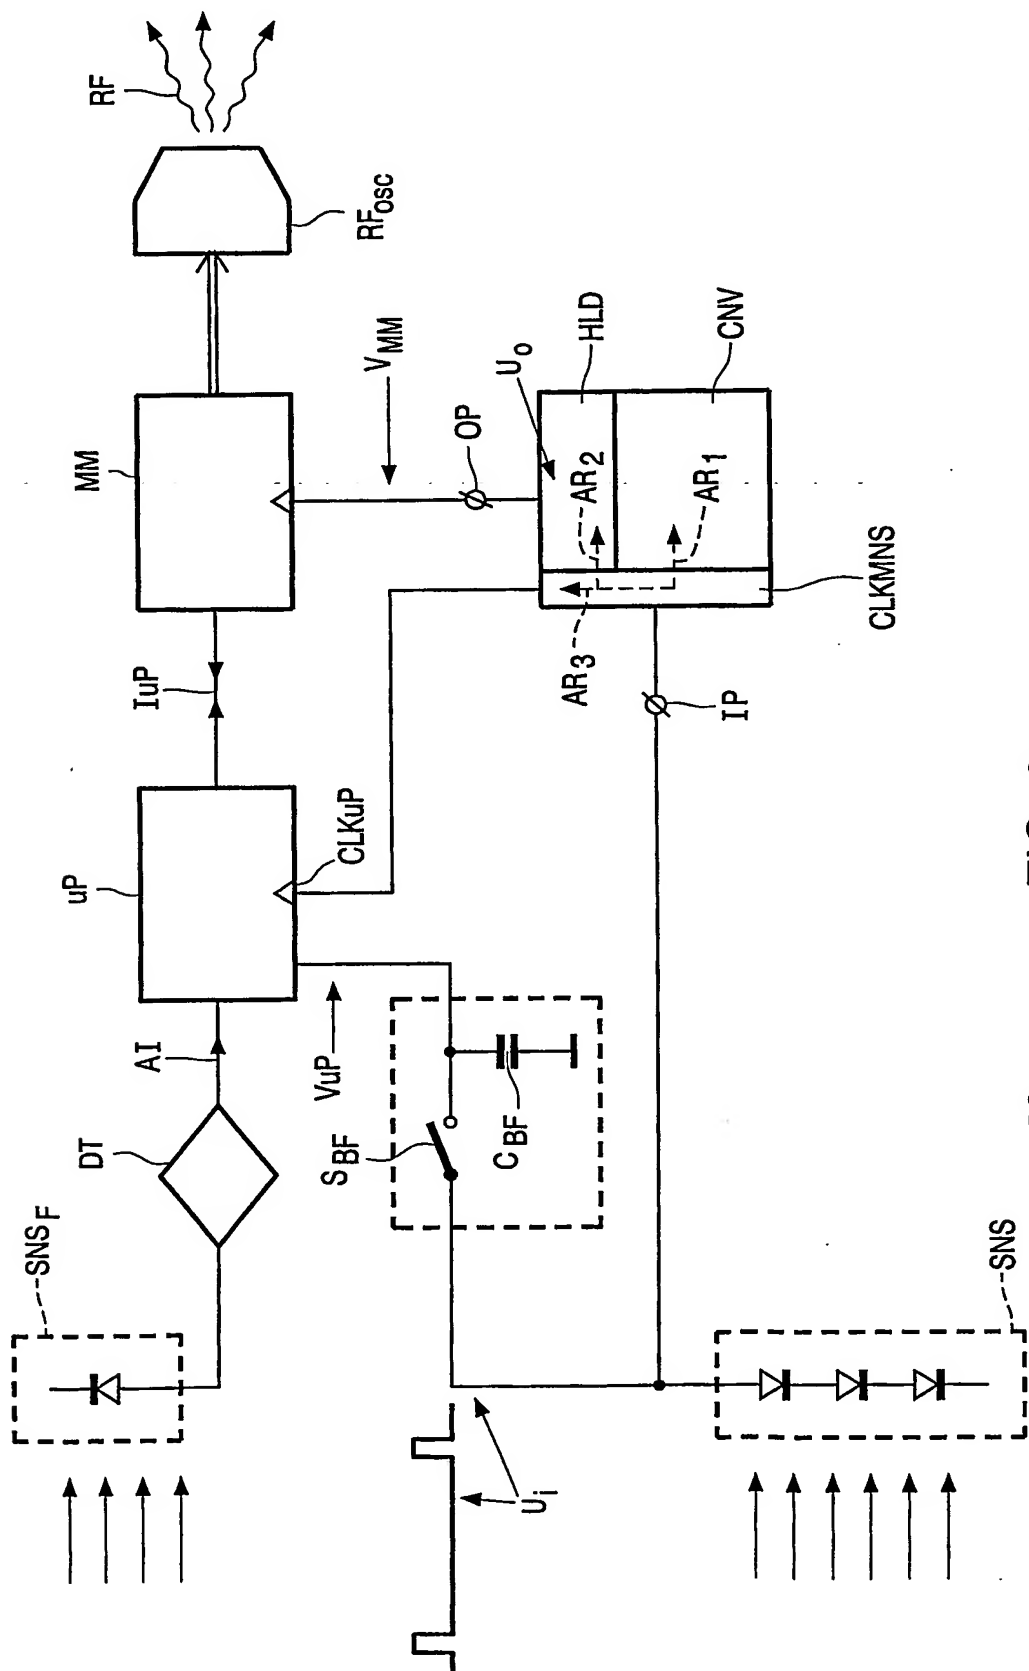 RF
RFosc
MM
VMM
OP
Uo
HLD
CNV
AR2
AR1
AR3
CLKMNS
IuP
IP
uP
CLKuP
AI
VuP
DT
SBF
CBF
SNSF
Ui
SNS